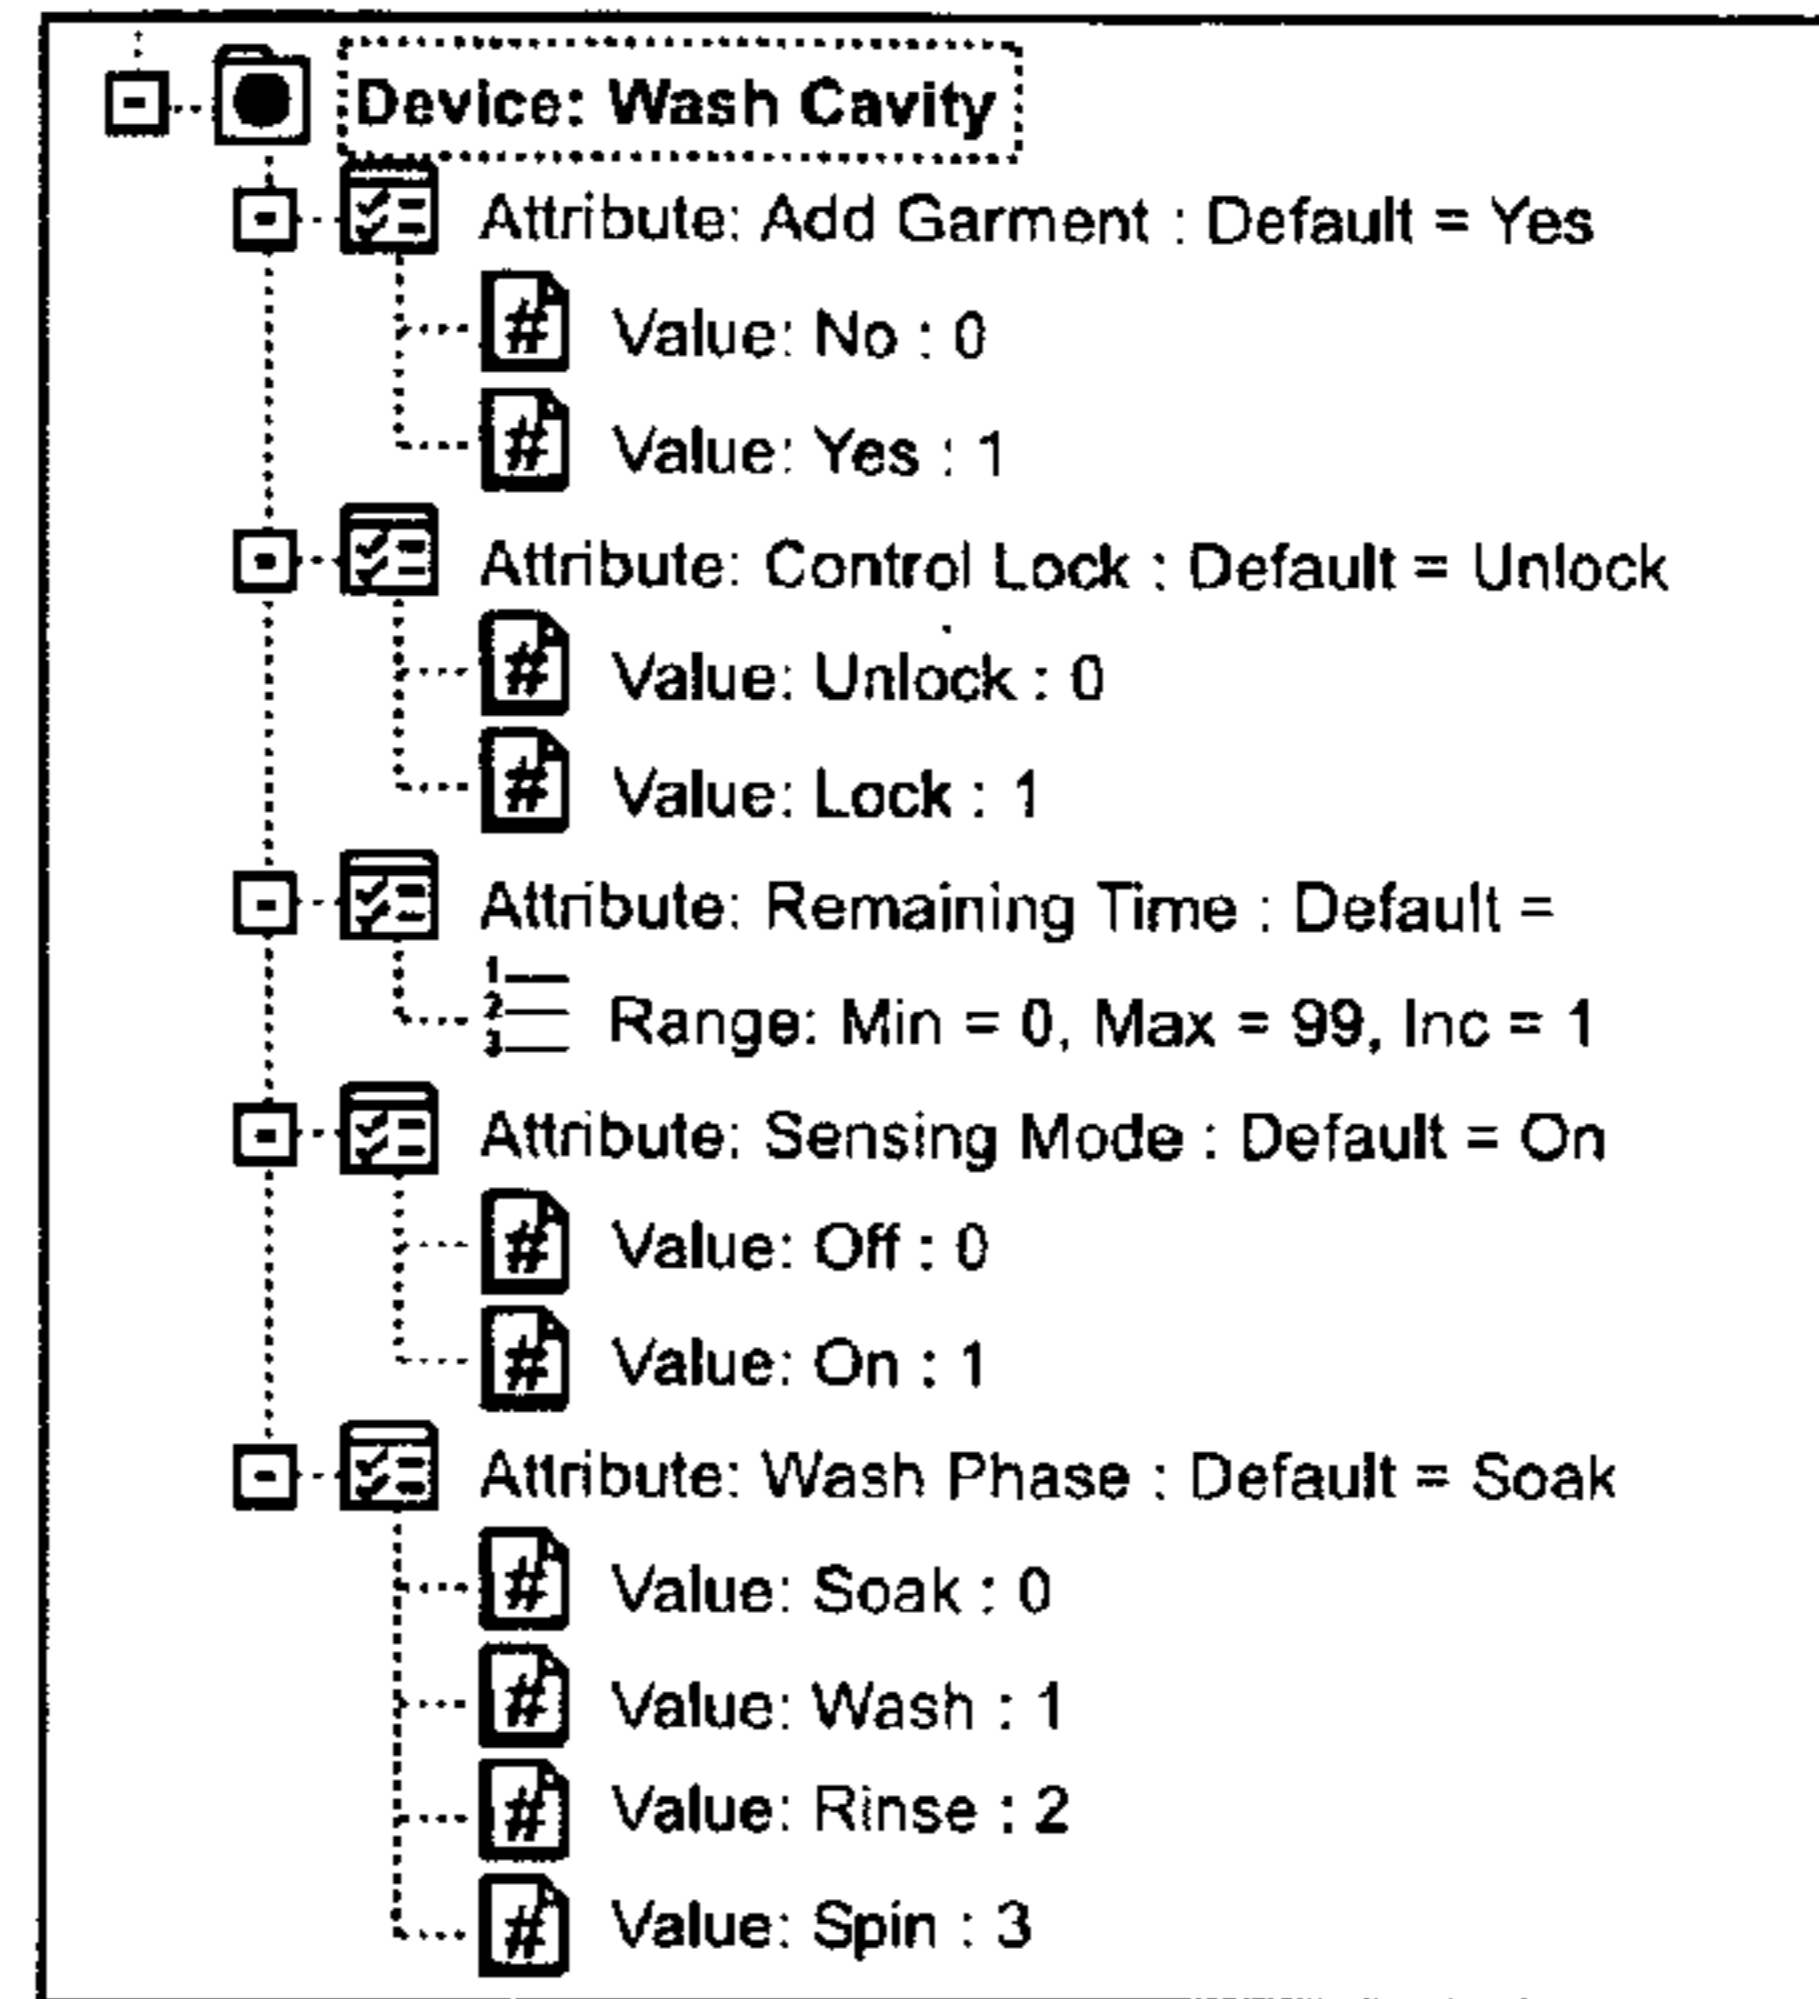 Device: Wash Cavity
Attribute: Add Garment : Default = Yes
# Value: No : 0
# Value: Yes : 1
Attribute: Control Lock : Default = Unlock
# Value: Unlock : 0
# Value: Lock : 1
Attribute: Remaining Time : Default =
1 2 3 Range: Min = 0, Max = 99, Inc = 1
Attribute: Sensing Mode : Default = On
# Value: Off : 0
# Value: On : 1
Attribute: Wash Phase : Default = Soak
# Value: Soak : 0
# Value: Wash : 1
# Value: Rinse : 2
# Value: Spin : 3